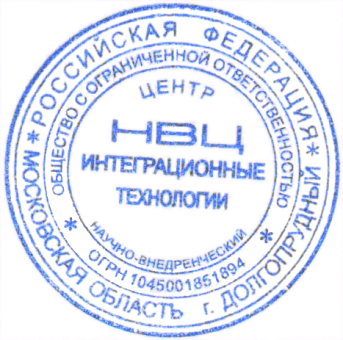 * РОССИЙСКАЯ ФЕДЕРАЦИЯ *
МОСКОВСКАЯ ОБЛАСТЬ г. ДОЛГОПРУДНЫЙ
ОБЩЕСТВО С ОГРАНИЧЕННОЙ ОТВЕТСТВЕННОСТЬЮ
* ОГРН 1045001851894 *
ЦЕНТР
НВЦ
ИНТЕГРАЦИОННЫЕ
ТЕХНОЛОГИИ
НАУЧНО-ВНЕДРЕНЧЕСКИЙ